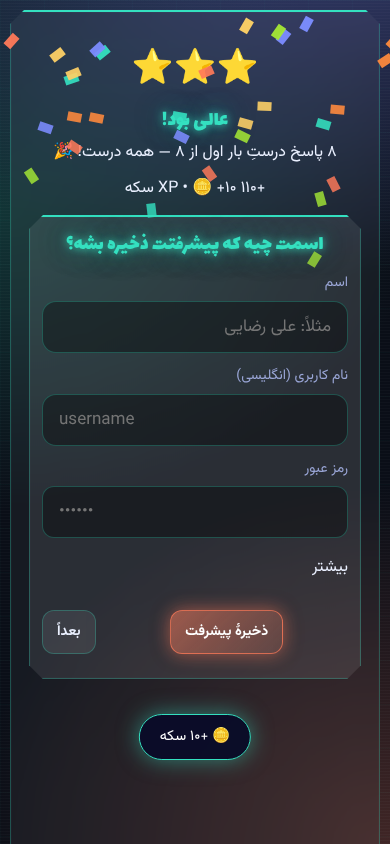 عالی بود!
۸ پاسخ درستِ بار اول از ۸ — همه درست! 🎉
+۱۱۰ XP • 🪙 +۱۰ سکه
اسمت چیه که پیشرفتت ذخیره بشه؟
اسم
مثلاً: علی رضایی
نام کاربری (انگلیسی)
username
رمز عبور
••••••
بیشتر
ذخیرهٔ پیشرفت
بعداً
🪙 +۱۰ سکه